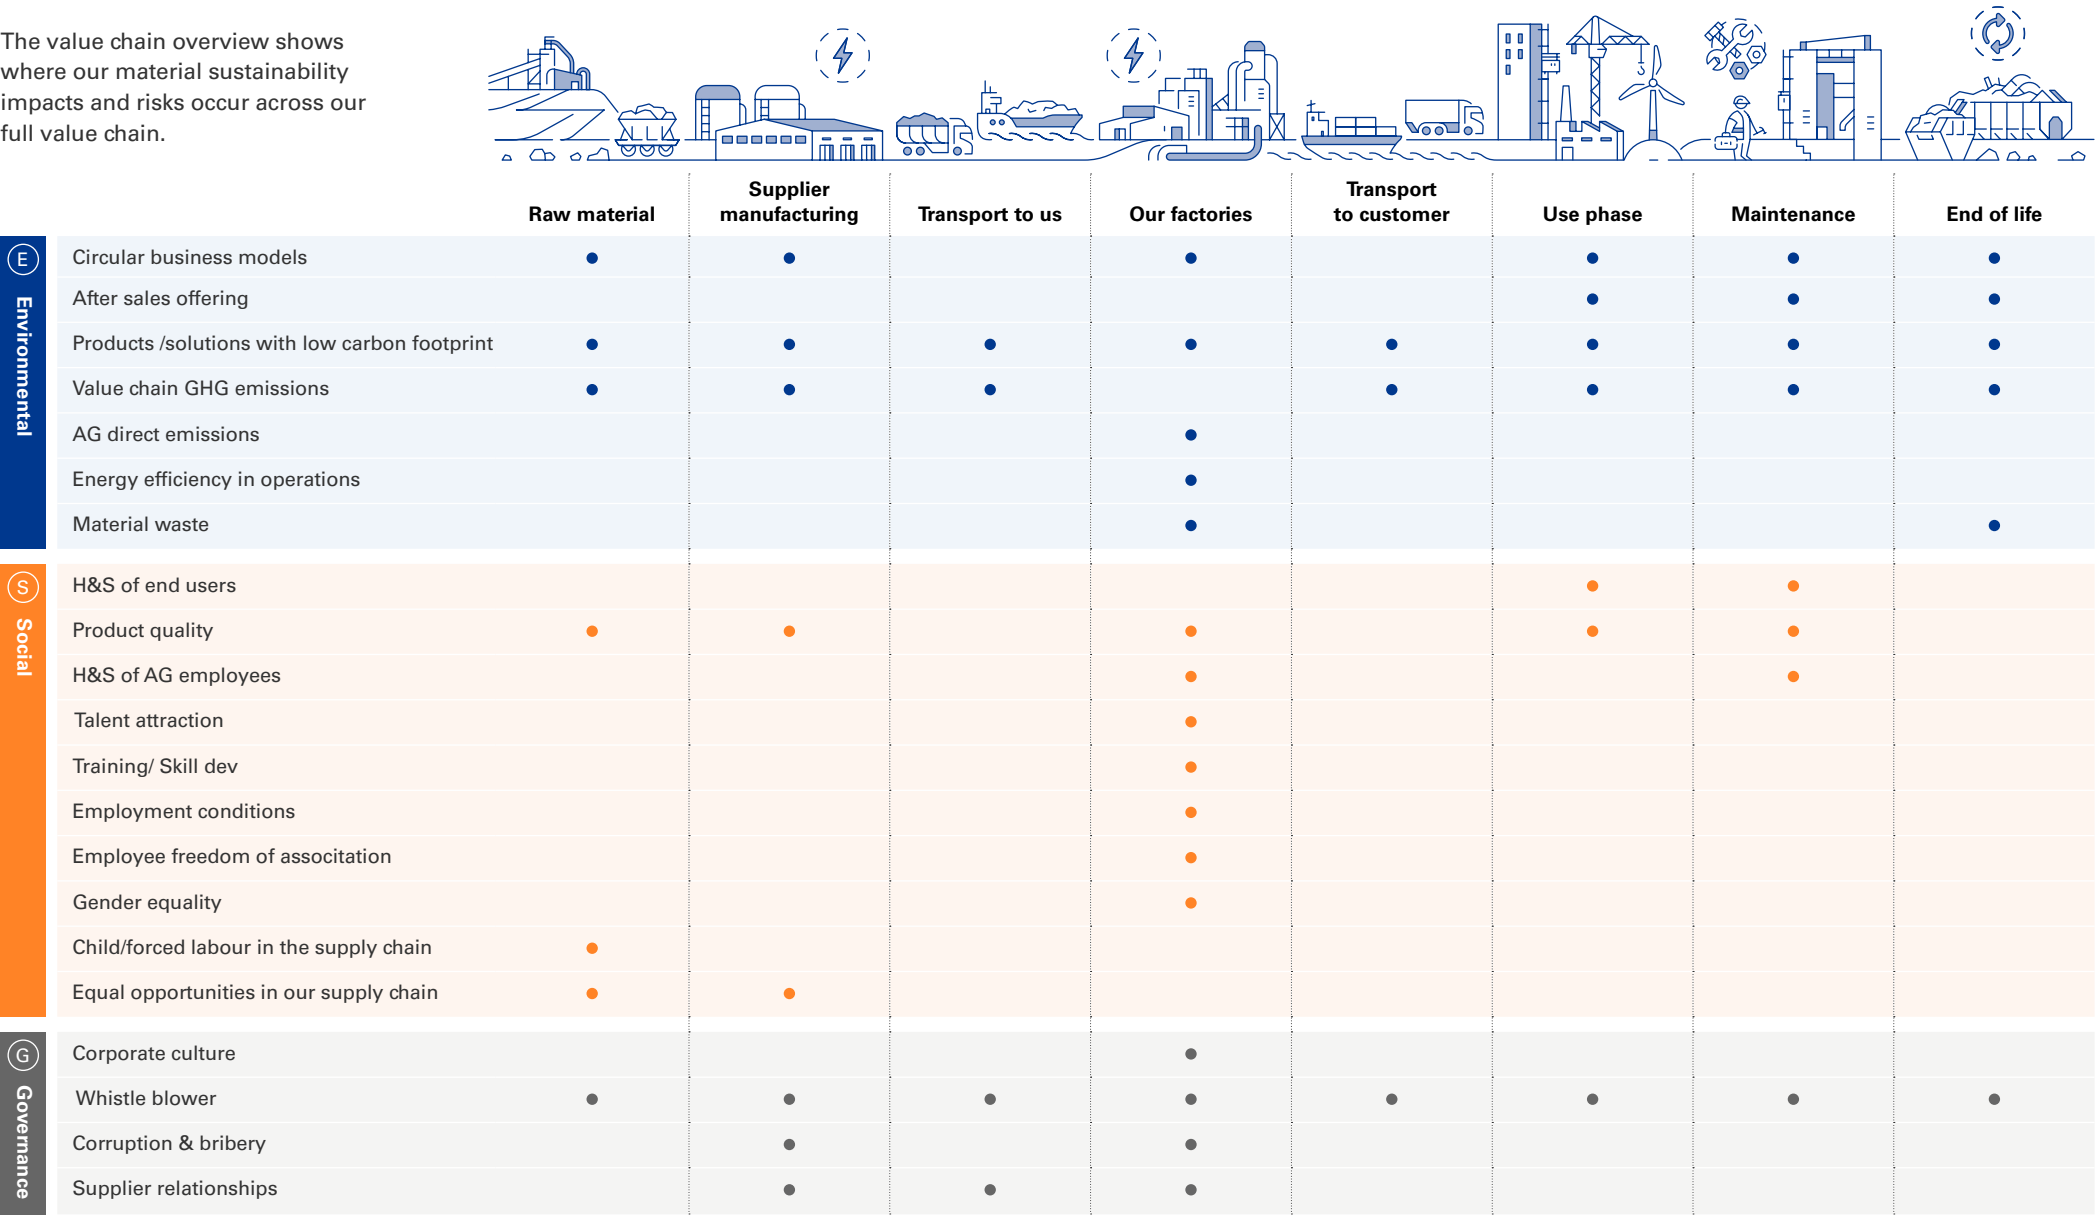 The value chain overview shows
where our material sustainability
impacts and risks occur across our
full value chain.
Raw material
Supplier
manufacturing
Transport to us
Our factories
Transport
to customer
Use phase
Maintenance
End of life
E
Environmental
Circular business models
After sales offering
Products /solutions with low carbon footprint
Value chain GHG emissions
AG direct emissions
Energy efficiency in operations
Material waste
S
Social
H&S of end users
Product quality
H&S of AG employees
Talent attraction
Training/ Skill dev
Employment conditions
Employee freedom of associtation
Gender equality
Child/forced labour in the supply chain
Equal opportunities in our supply chain
G
Governance
Corporate culture
Whistle blower
Corruption & bribery
Supplier relationships